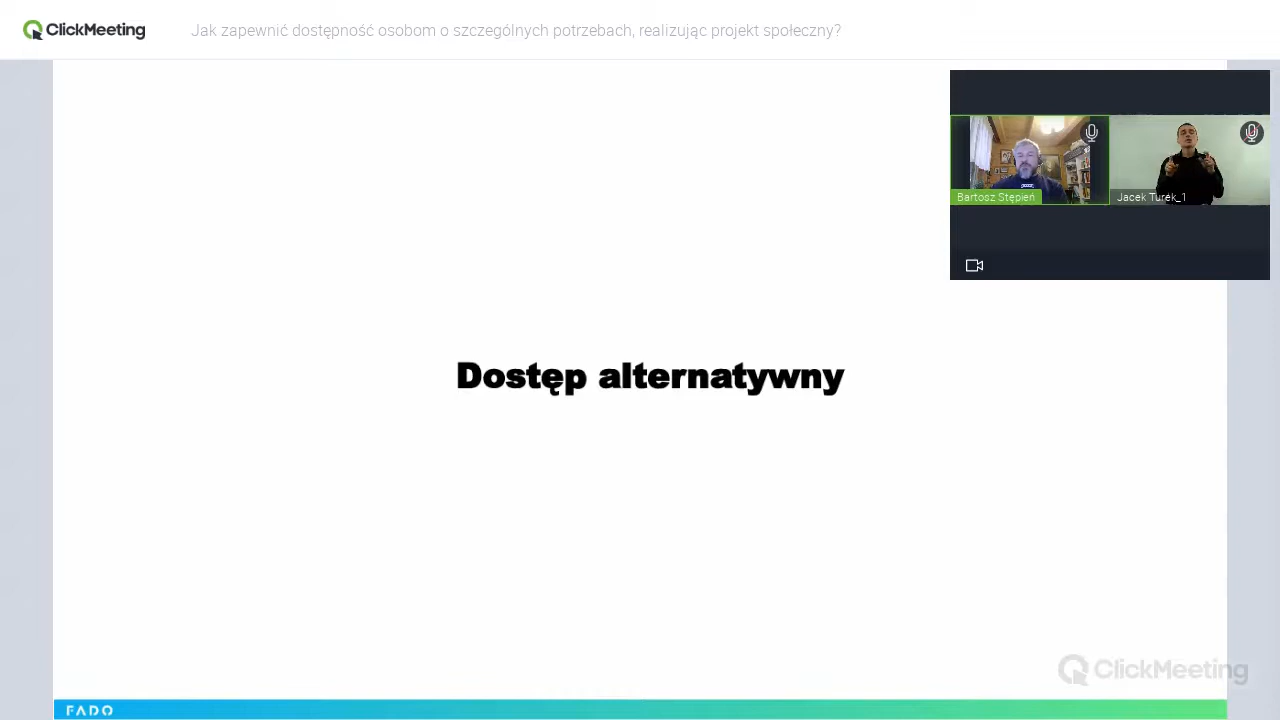 ClickMeeting
Jak zapewnić dostępność osobom o szczególnych potrzebach, realizując projekt społeczny?
Bartosz Stępień
Jacek Turek_1
Dostęp alternatywny
ClickMeeting
FADO